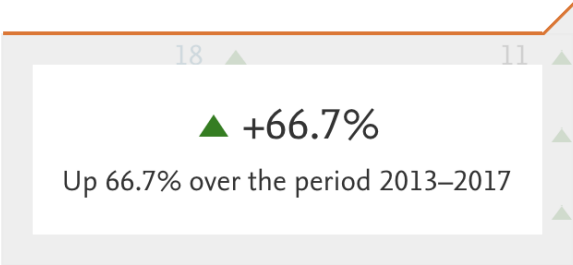 18 ▲ 11 ▲
▲ +66.7%
Up 66.7% over the period 2013–2017